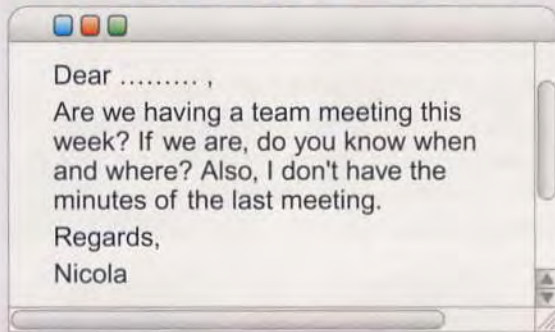 Dear ......... ,
Are we having a team meeting this
week? If we are, do you know when
and where? Also, I don't have the
minutes of the last meeting.
Regards,
Nicola